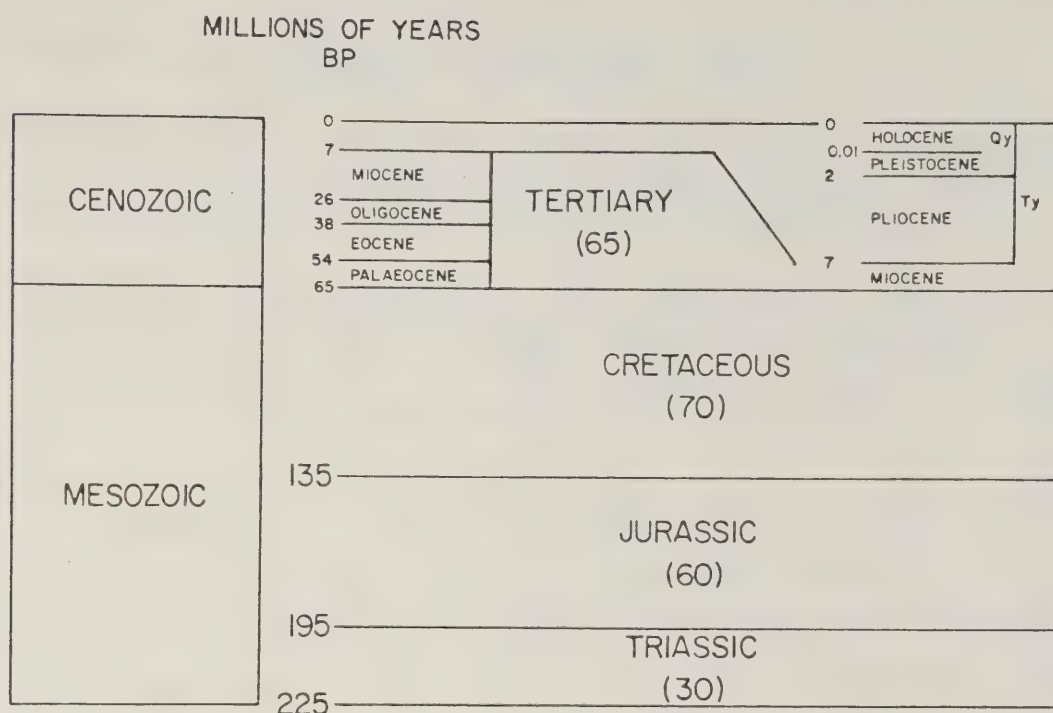 MILLIONS OF YEARS
BP
CENOZOIC
MESOZOIC
0
7
MIOCENE
26
OLIGOCENE
38
EOCENE
54
PALAEOCENE
65
TERTIARY
(65)
0
HOLOCENE Qy
0.01
PLEISTOCENE
2
PLIOCENE
Ty
7
MIOCENE
CRETACEOUS
(70)
135
JURASSIC
(60)
195
TRIASSIC
(30)
225